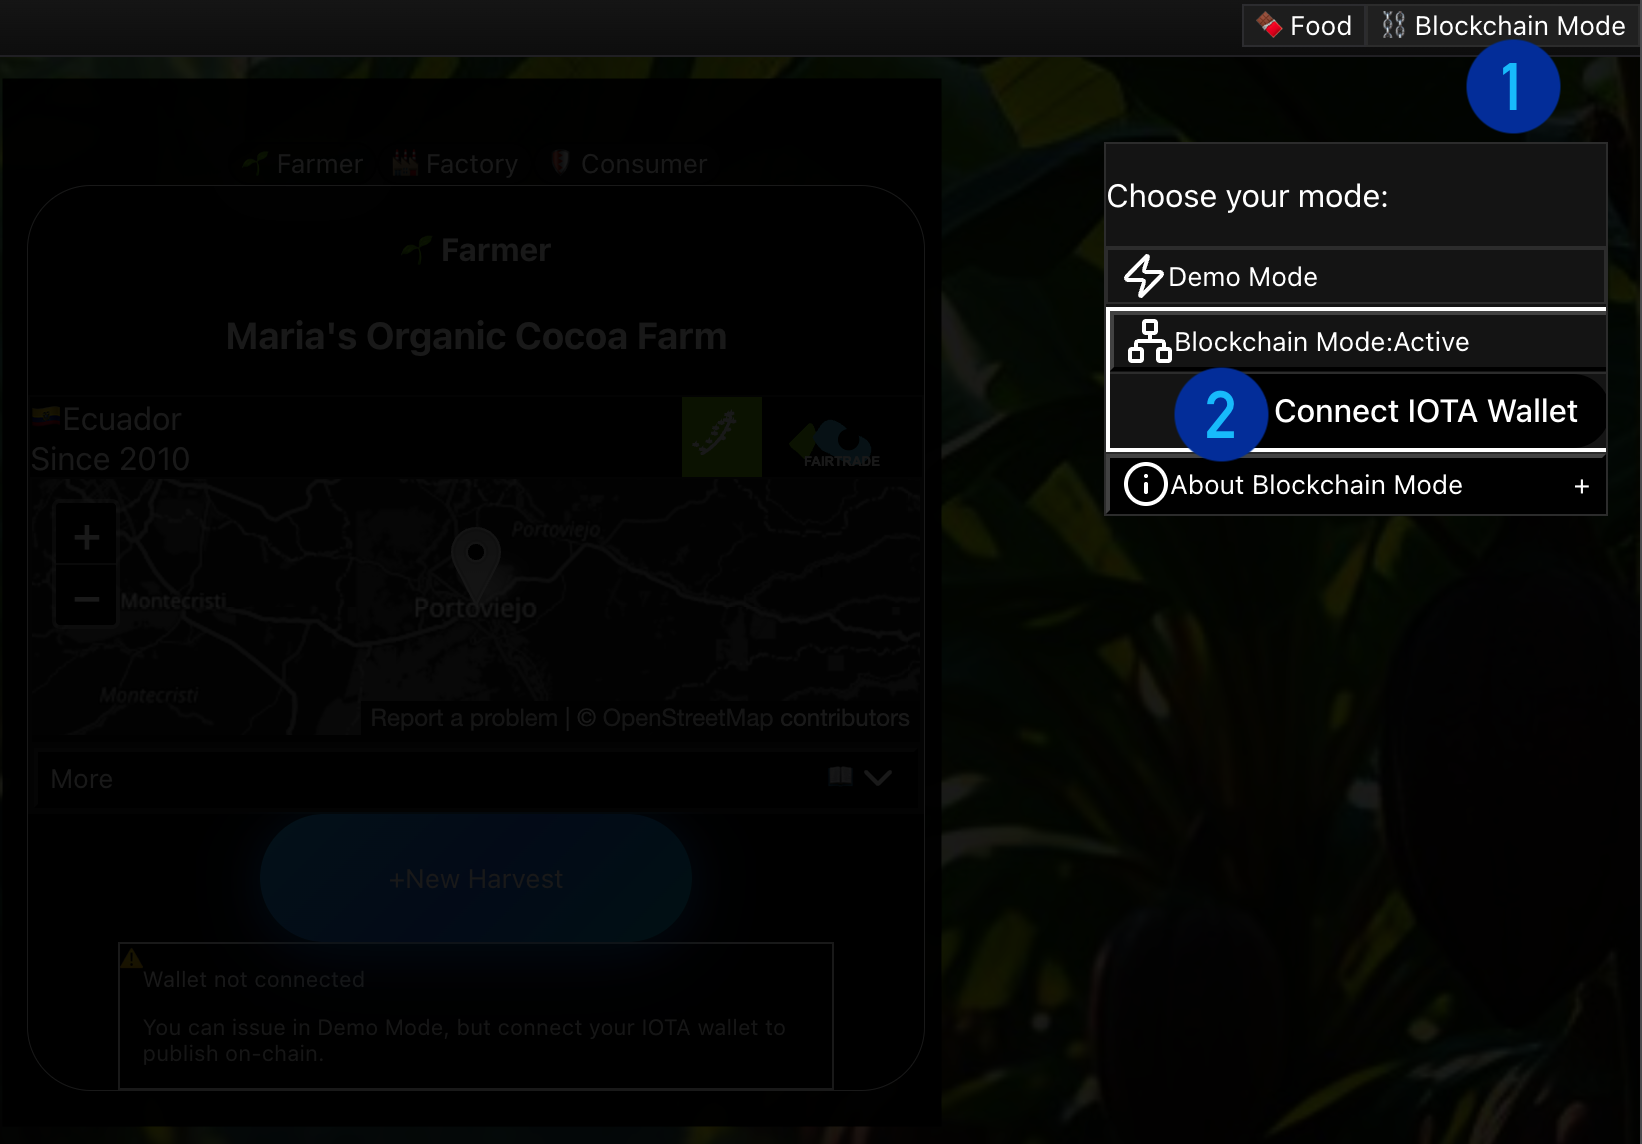 Food
Blockchain Mode
1
Choose your mode:
Demo Mode
Blockchain Mode:Active
2
Connect IOTA Wallet
About Blockchain Mode
+
Farmer
Factory
Consumer
Farmer
Maria's Organic Cocoa Farm
Ecuador
Since 2010
FAIRTRADE
+
−
Portoviejo
Montecristi
Portoviejo
Montecristi
Report a problem | © OpenStreetMap contributors
More
+New Harvest
Wallet not connected
You can issue in Demo Mode, but connect your IOTA wallet to
publish on-chain.